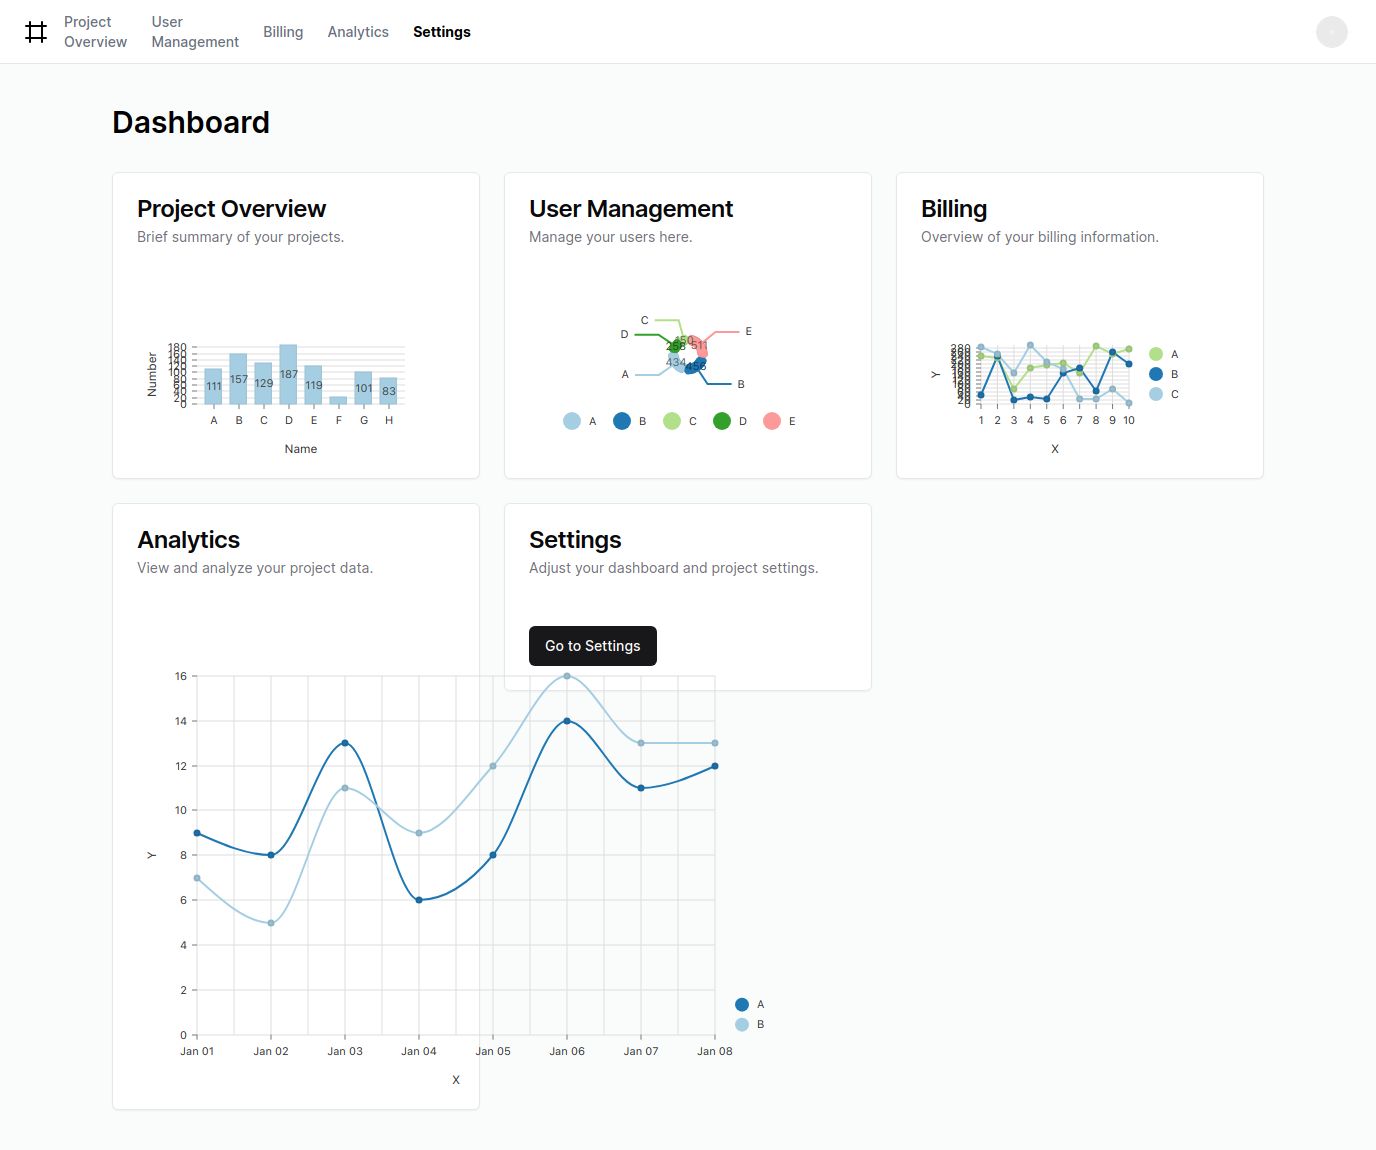 Project Overview
User Management
Billing
Analytics
Settings
Dashboard
Project Overview
Brief summary of your projects.
180
160
140
120
100
80
60
40
20
0
Number
111
157
129
187
119
101
83
A B C D E F G H
Name
User Management
Manage your users here.
C
D
E
A
B
258
450
511
434
456
A B C D E
Billing
Overview of your billing information.
280
0
Y
1 2 3 4 5 6 7 8 9 10
X
A
B
C
Analytics
View and analyze your project data.
16
14
12
10
8
6
4
2
0
Y
Jan 01 Jan 02 Jan 03 Jan 04 Jan 05 Jan 06 Jan 07 Jan 08
X
A
B
Settings
Adjust your dashboard and project settings.
Go to Settings